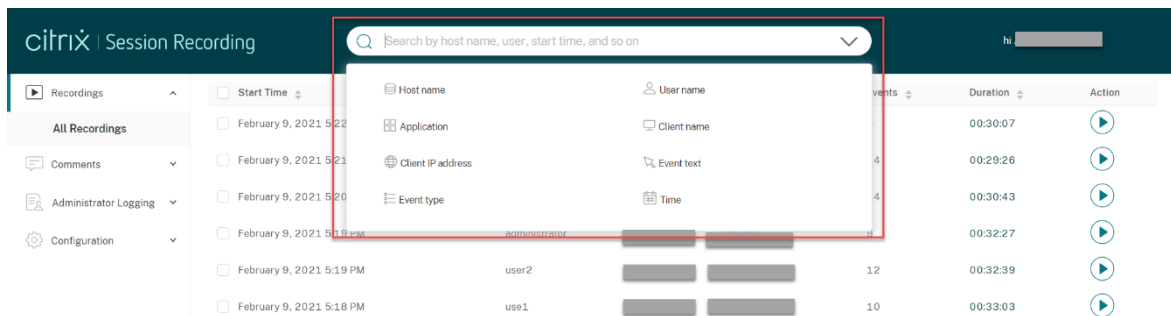 citrix | Session Recording
Search by host name, user, start time, and so on
hi
Recordings
All Recordings
Comments
Administrator Logging
Configuration
Start Time
Events
Duration
Action
Host name
User name
Application
Client name
Client IP address
Event text
Event type
Time
February 9, 2021 5:22
00:30:07
February 9, 2021 5:21
4
00:29:26
February 9, 2021 5:20
4
00:30:43
February 9, 2021 5:19 PM
administrator
9
00:32:27
February 9, 2021 5:19 PM
user2
12
00:32:39
February 9, 2021 5:18 PM
use1
10
00:33:03